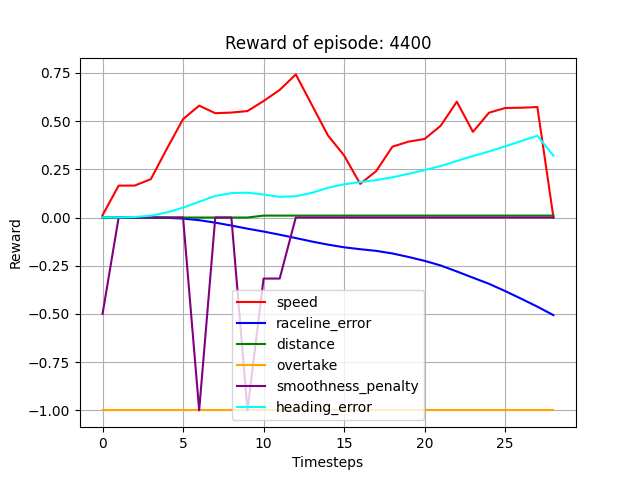 Reward of episode: 4400
0.75
0.50
0.25
0.00
−0.25
−0.50
−0.75
−1.00
Reward
speed
raceline_error
distance
overtake
smoothness_penalty
heading_error
0 5 10 15 20 25
Timesteps